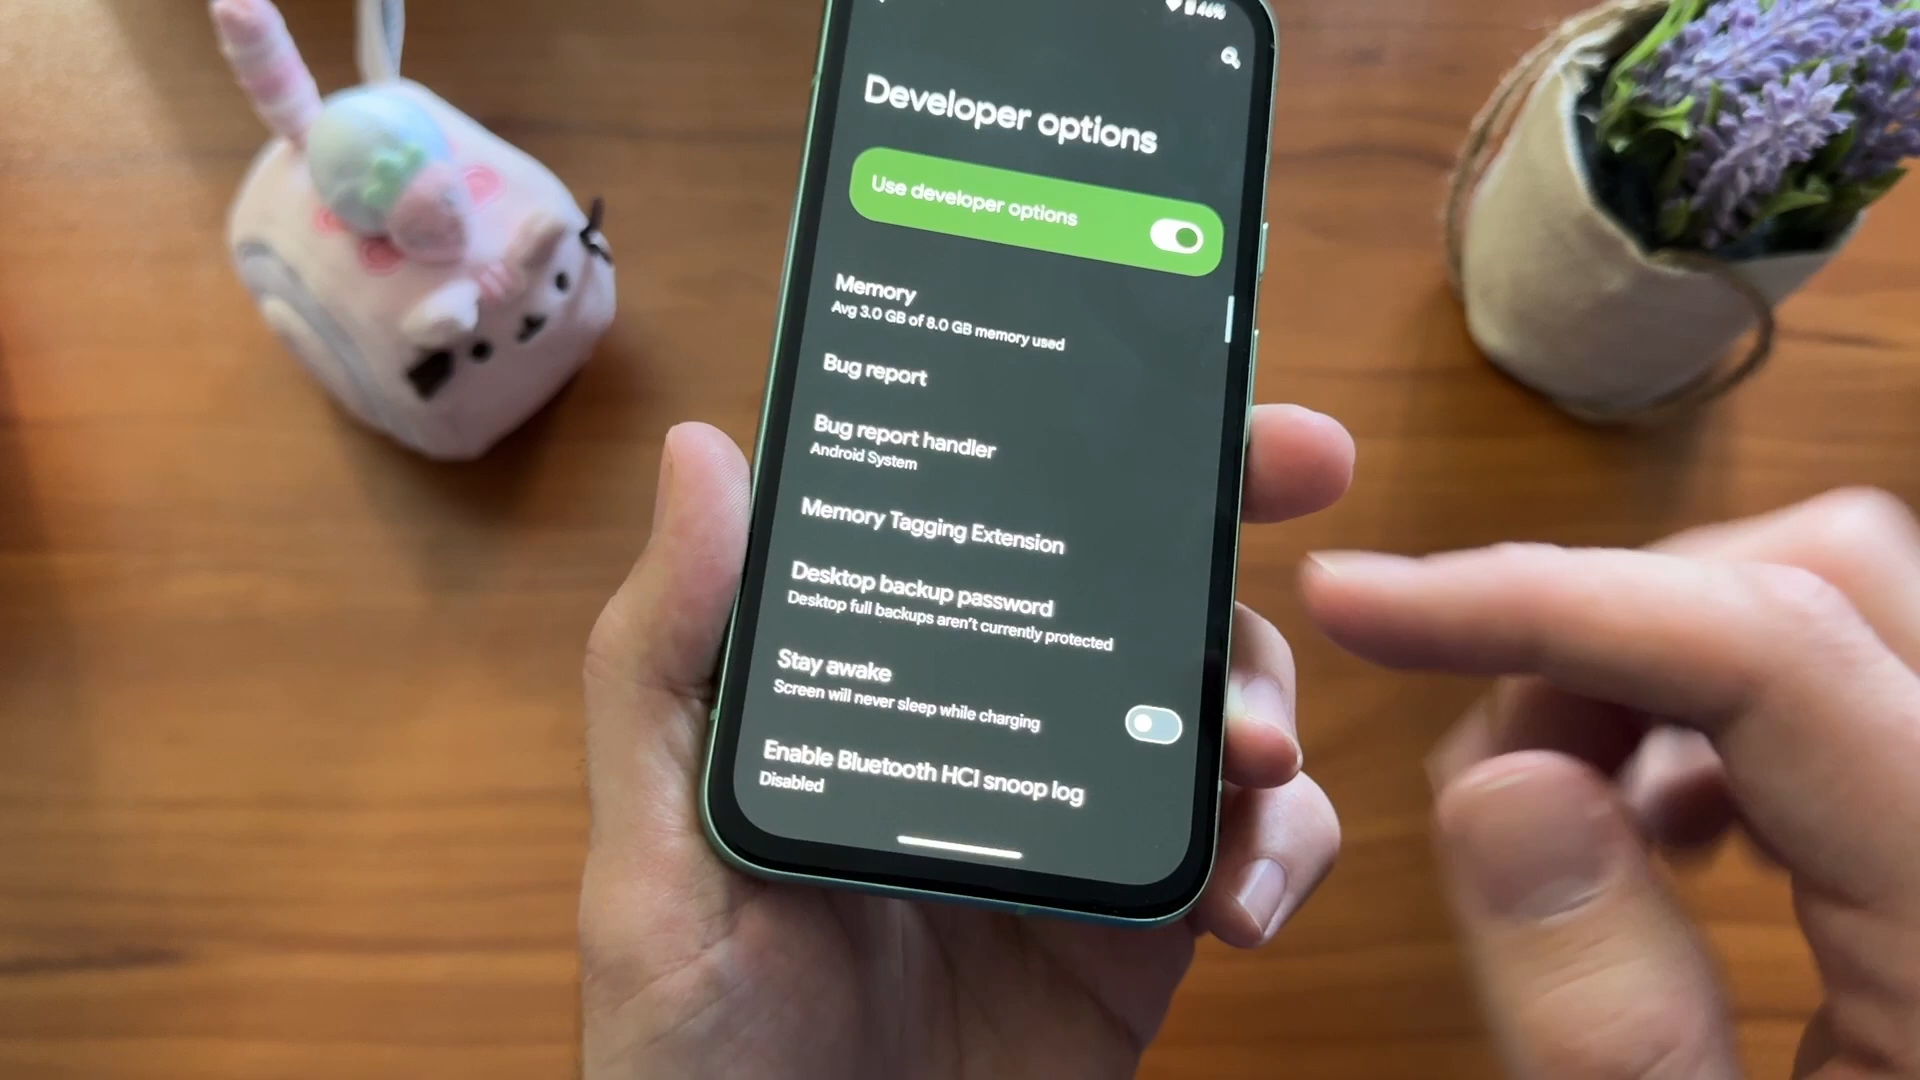 46%
Developer options
Use developer options
Memory
Avg 3.0 GB of 8.0 GB memory used
Bug report
Bug report handler
Android System
Memory Tagging Extension
Desktop backup password
Desktop full backups aren't currently protected
Stay awake
Screen will never sleep while charging
Enable Bluetooth HCI snoop log
Disabled